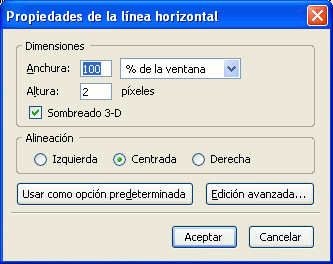 Propiedades de la línea horizontal
Dimensiones
Anchura: 100 % de la ventana
Altura: 2 píxeles
Sombreado 3-D
Alineación
Izquierda Centrada Derecha
Usar como opción predeterminada Edición avanzada...
Aceptar Cancelar